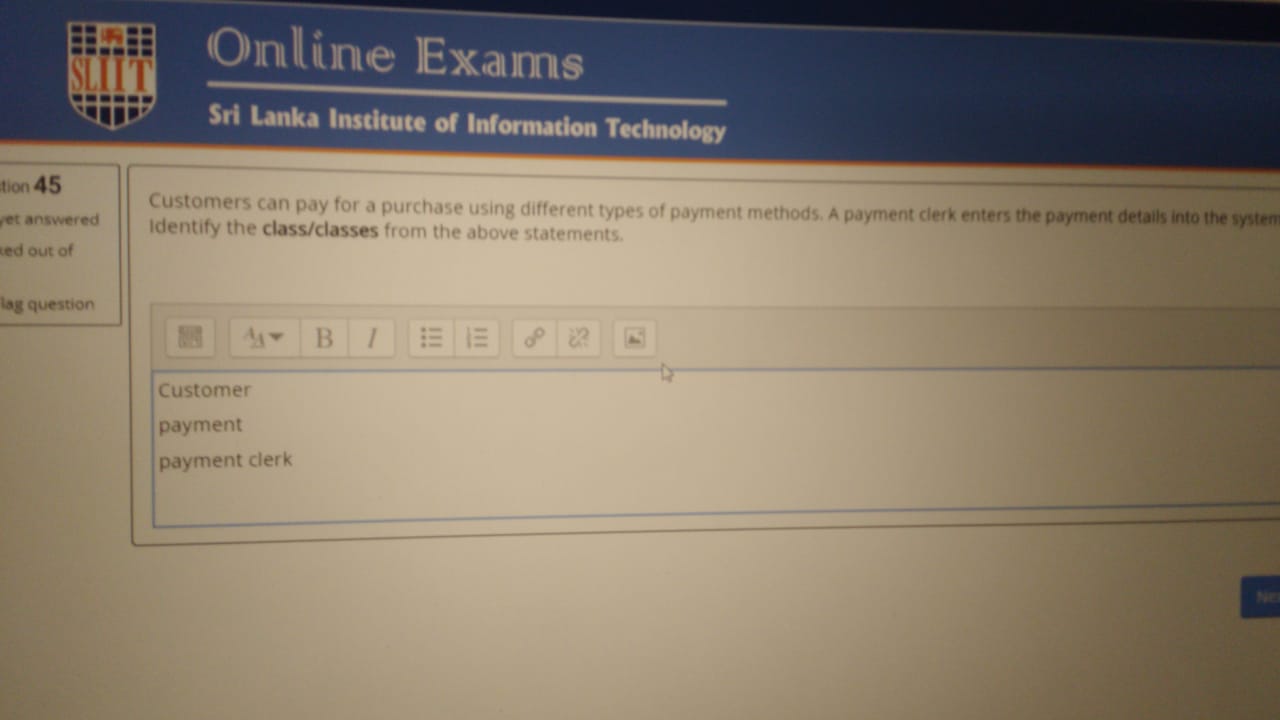 SLIIT
Online Exams
Sri Lanka Institute of Information Technology
tion 45
yet answered
ked out of
lag question
Customers can pay for a purchase using different types of payment methods. A payment clerk enters the payment details into the system
Identify the class/classes from the above statements.
B I
Customer
payment
payment clerk
Ne